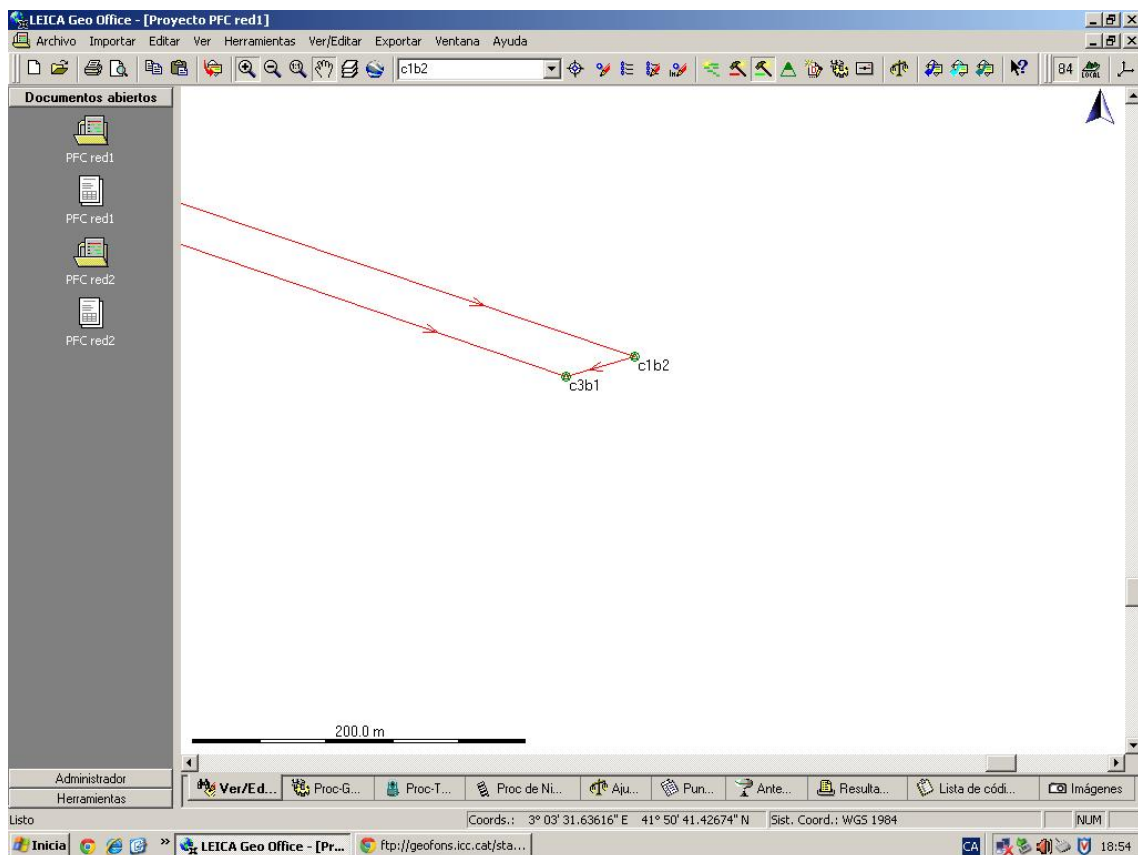 LEICA Geo Office - [Proyecto PFC red1]
Archivo Importar Editar Ver Herramientas Ver/Editar Exportar Ventana Ayuda
c1b2
84
LOCAL
Documentos abiertos
PFC red1
PFC red1
PFC red2
PFC red2
c1b2
c3b1
200.0 m
Administrador
Herramientas
Ver/Ed... Proc-G... Proc-T... Proc de Ni... Aju... Pun... Ante... Resulta... Lista de códi... Imágenes
Listo
Coords.: 3° 03' 31.63616" E 41° 50' 41.42674" N Sist. Coord.: WGS 1984 NUM
Inicia » LEICA Geo Office - [Pr... ftp://geofons.icc.cat/sta... CA 18:54